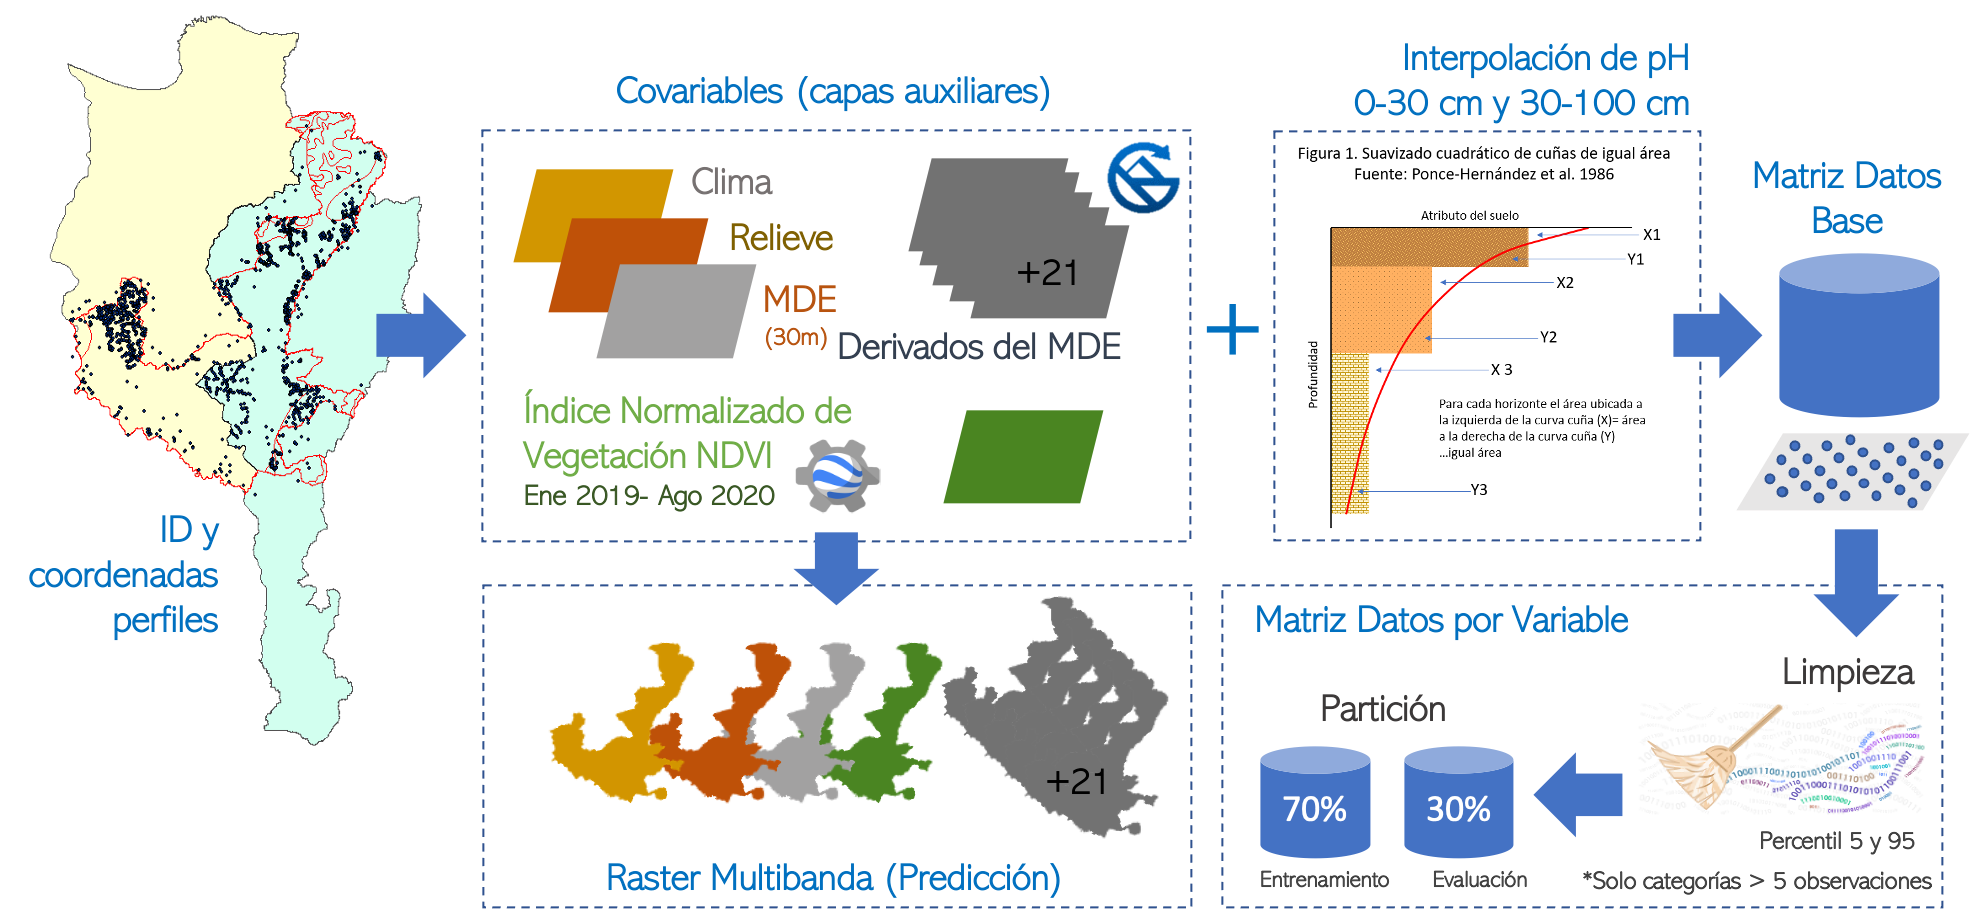 Covariables (capas auxiliares)
Clima
Relieve
MDE
(30m)
+21
Derivados del MDE
Índice Normalizado de
Vegetación NDVI
Ene 2019- Ago 2020
ID y
coordenadas
perfiles
+21
Raster Multibanda (Predicción)
Interpolación de pH
0-30 cm y 30-100 cm
Figura 1. Suavizado cuadrático de cuñas de igual área
Fuente: Ponce-Hernández et al. 1986
Atributo del suelo
Profundidad
X1
Y1
X2
Y2
X 3
Para cada horizonte el área ubicada a
la izquierda de la curva cuña (X)= área
a la derecha de la curva cuña (Y)
...igual área
Y3
Matriz Datos
Base
Matriz Datos por Variable
Limpieza
Partición
70%
30%
Entrenamiento
Evaluación
Percentil 5 y 95
*Solo categorías > 5 observaciones